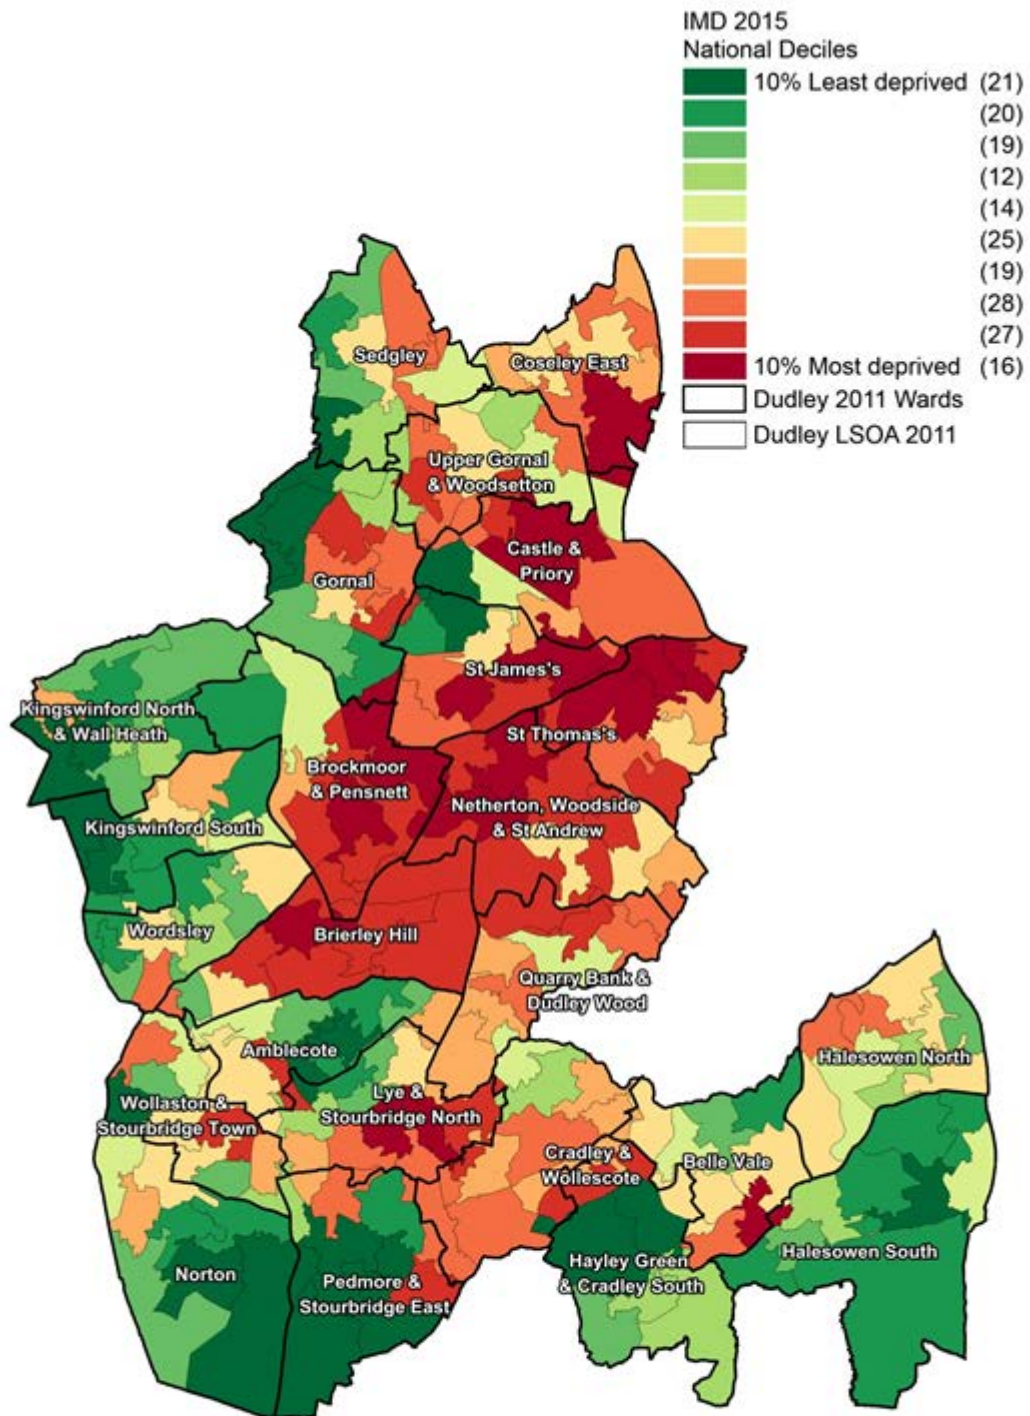 IMD 2015
National Deciles
10% Least deprived (21)
(20)
(19)
(12)
(14)
(25)
(19)
(28)
(27)
10% Most deprived (16)
Dudley 2011 Wards
Dudley LSOA 2011
Sedgley
Coseley East
Upper Gornal
& Woodsetton
Castle &
Priory
Gornal
St James's
Kingswinford North
& Wall Heath
St Thomas's
Brockmoor
& Pensnett
Netherton, Woodside
& St Andrew
Kingswinford South
Wordsley
Brierley Hill
Quarry Bank &
Dudley Wood
Amblecote
Halesowen North
Lye &
Stourbridge North
Wollaston &
Stourbridge Town
Cradley &
Wollescote
Belle Vale
Halesowen South
Hayley Green
& Cradley South
Norton
Pedmore &
Stourbridge East